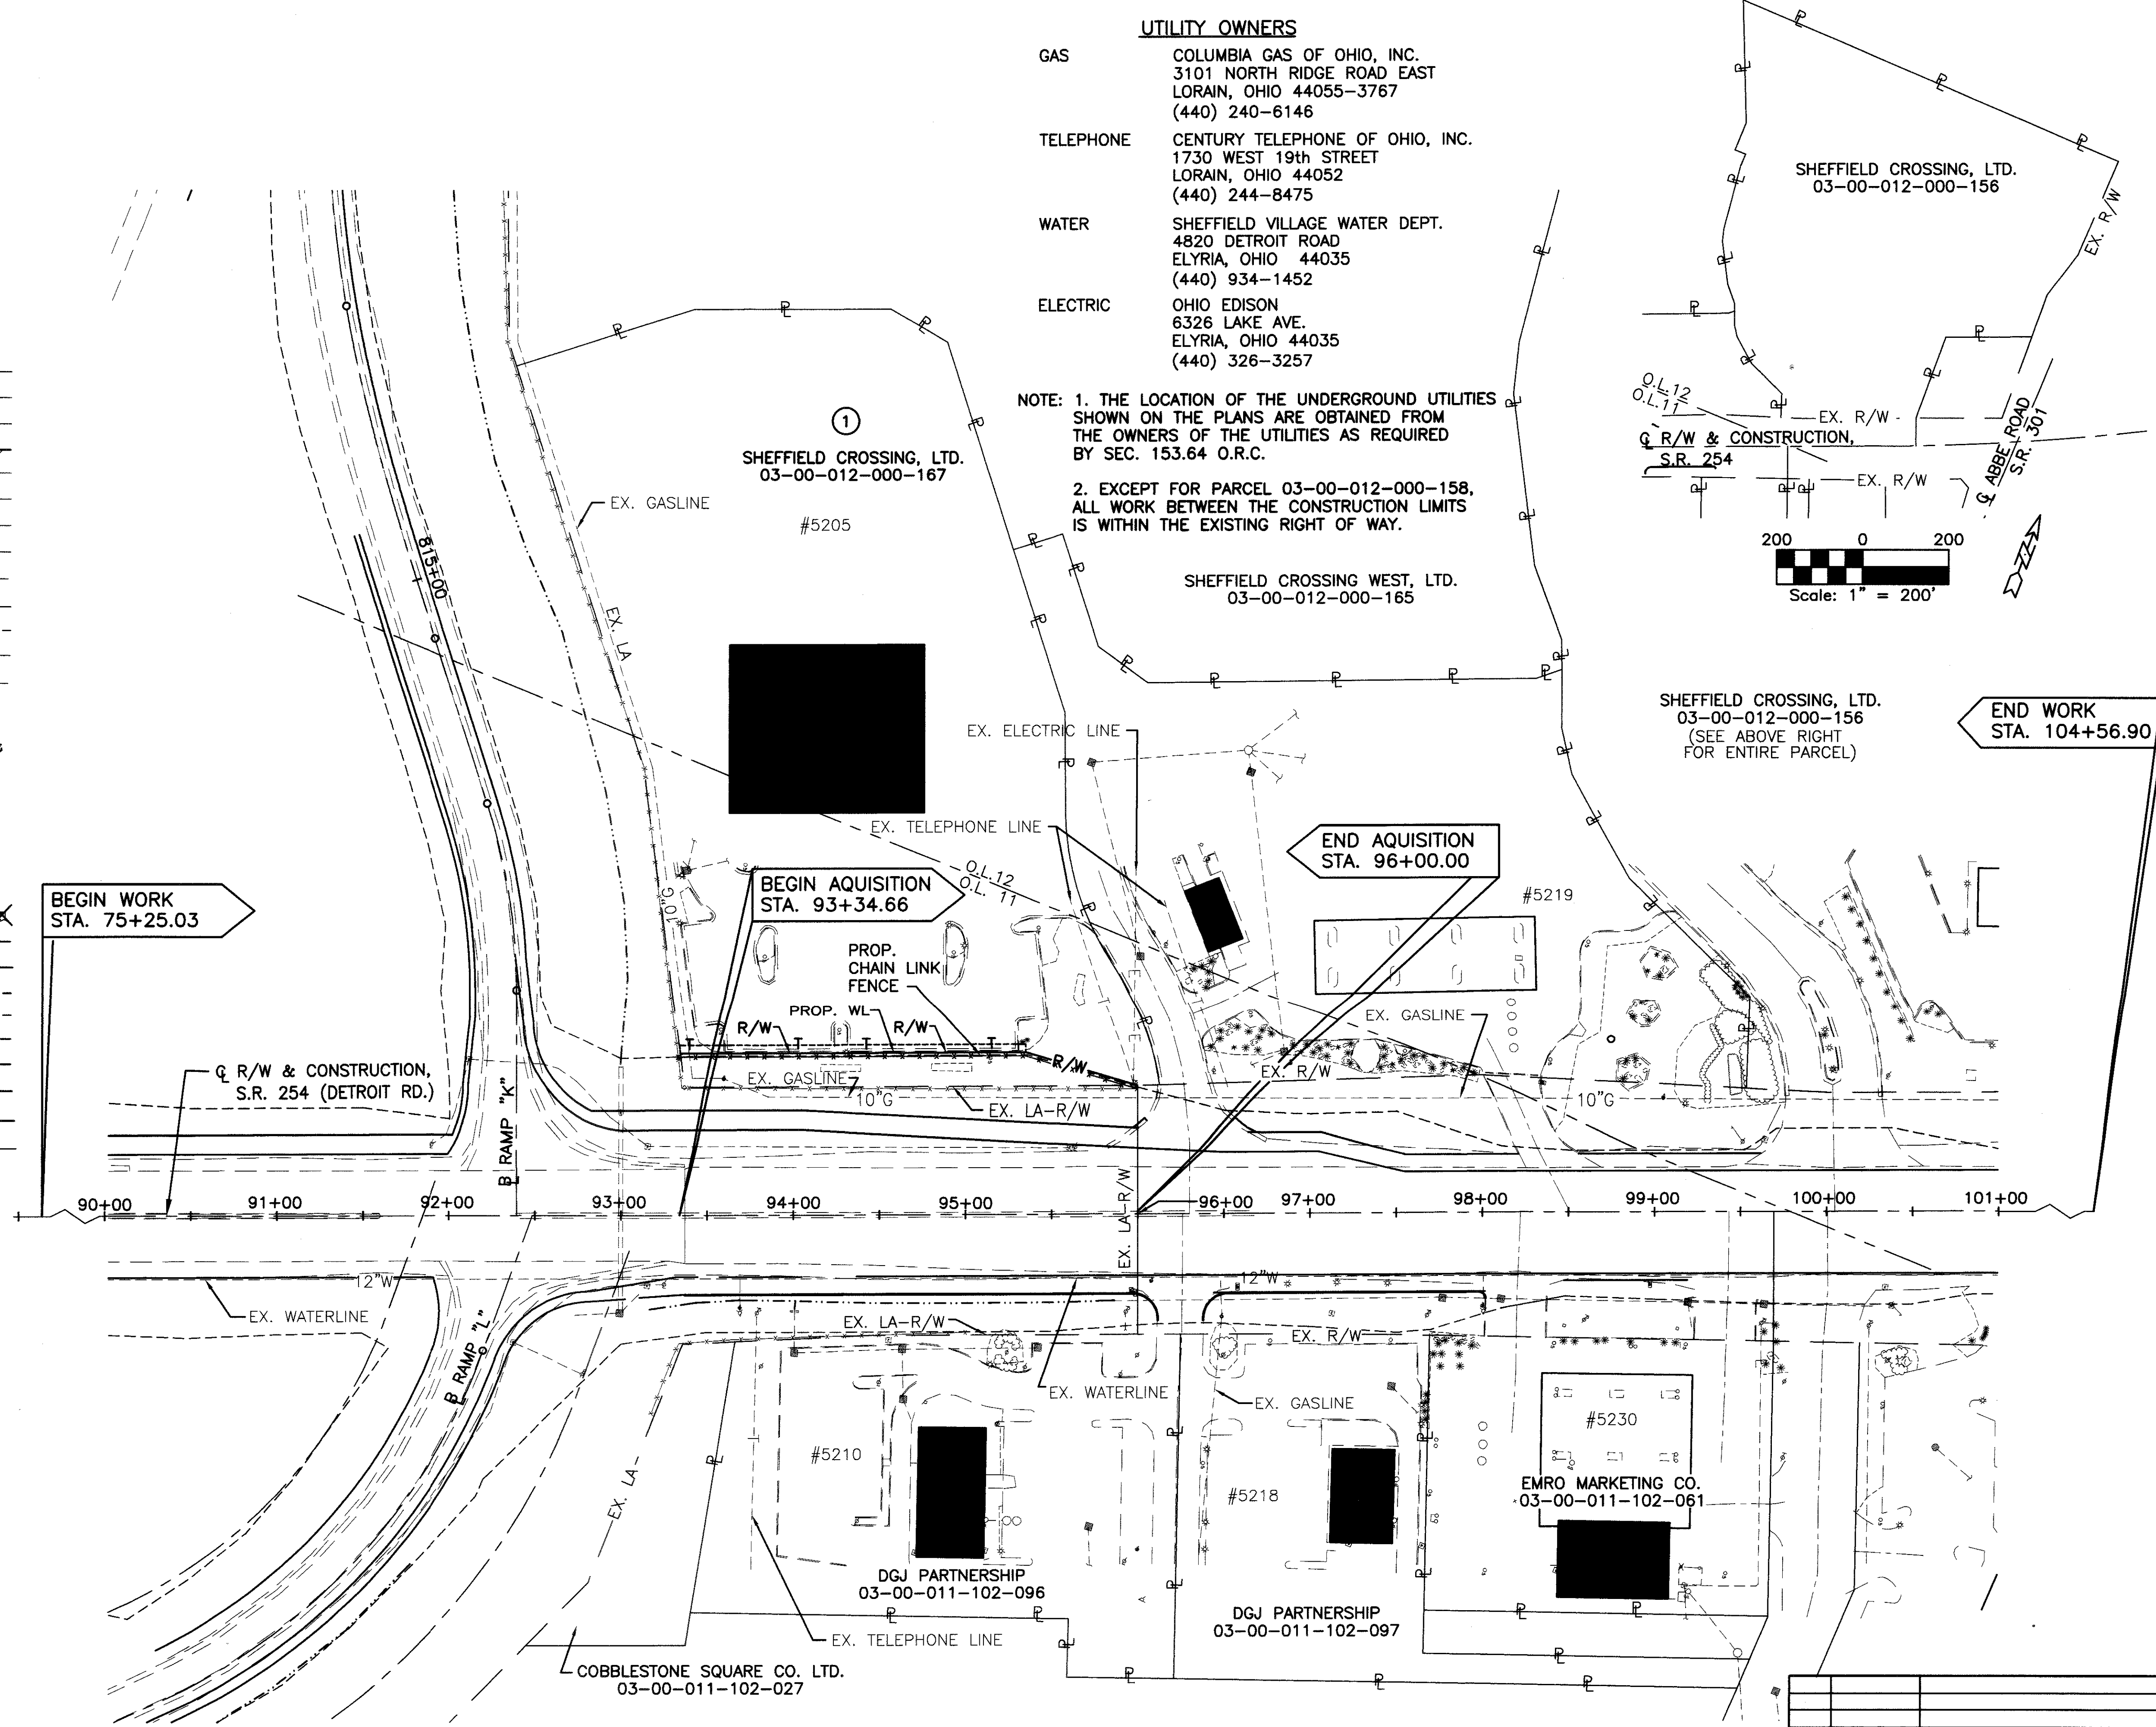 UTILITY OWNERS
GAS COLUMBIA GAS OF OHIO, INC.
3101 NORTH RIDGE ROAD EAST
LORAIN, OHIO 44055-3767
(440) 240-6146
TELEPHONE CENTURY TELEPHONE OF OHIO, INC.
1730 WEST 19th STREET
LORAIN, OHIO 44052
(440) 244-8475
WATER SHEFFIELD VILLAGE WATER DEPT.
4820 DETROIT ROAD
ELYRIA, OHIO 44035
(440) 934-1452
ELECTRIC OHIO EDISON
6326 LAKE AVE.
ELYRIA, OHIO 44035
(440) 326-3257
NOTE: 1. THE LOCATION OF THE UNDERGROUND UTILITIES
SHOWN ON THE PLANS ARE OBTAINED FROM
THE OWNERS OF THE UTILITIES AS REQUIRED
BY SEC. 153.64 O.R.C.
2. EXCEPT FOR PARCEL 03-00-012-000-158,
ALL WORK BETWEEN THE CONSTRUCTION LIMITS
IS WITHIN THE EXISTING RIGHT OF WAY.
SHEFFIELD CROSSING, LTD.
03-00-012-000-156
EX. R/W
O.L.12
O.L.11
EX. R/W
℄ R/W & CONSTRUCTION,
S.R. 254
EX. R/W
℄ ABBE ROAD
S.R. 301
200 0 200
Scale: 1" = 200'
N
1
SHEFFIELD CROSSING, LTD.
03-00-012-000-167
EX. GASLINE
#5205
815+00
EX. LA
SHEFFIELD CROSSING WEST, LTD.
03-00-012-000-165
SHEFFIELD CROSSING, LTD.
03-00-012-000-156
(SEE ABOVE RIGHT
FOR ENTIRE PARCEL)
END WORK
STA. 104+56.90
EX. ELECTRIC LINE
EX. TELEPHONE LINE
O.L.12
O.L. 11
END AQUISITION
STA. 96+00.00
BEGIN WORK
STA. 75+25.03
BEGIN AQUISITION
STA. 93+34.66
10"G
#5219
PROP.
CHAIN LINK
FENCE
PROP. WL
R/W
R/W
R/W
EX. GASLINE
EX. R/W
℄ R/W & CONSTRUCTION,
S.R. 254 (DETROIT RD.)
EX. GASLINE
10"G
EX. LA-R/W
10"G
B RAMP "K"
EX. LA-R/W
90+00 91+00 92+00 93+00 94+00 95+00 96+00 97+00 98+00 99+00 100+00 101+00
12"W
12"W
EX. WATERLINE
B RAMP "L"
EX. LA-R/W
EX. R/W
EX. WATERLINE
EX. GASLINE
EX. LA
#5210
#5218
#5230
EMRO MARKETING CO.
03-00-011-102-061
DGJ PARTNERSHIP
03-00-011-102-096
DGJ PARTNERSHIP
03-00-011-102-097
EX. TELEPHONE LINE
COBBLESTONE SQUARE CO. LTD.
03-00-011-102-027